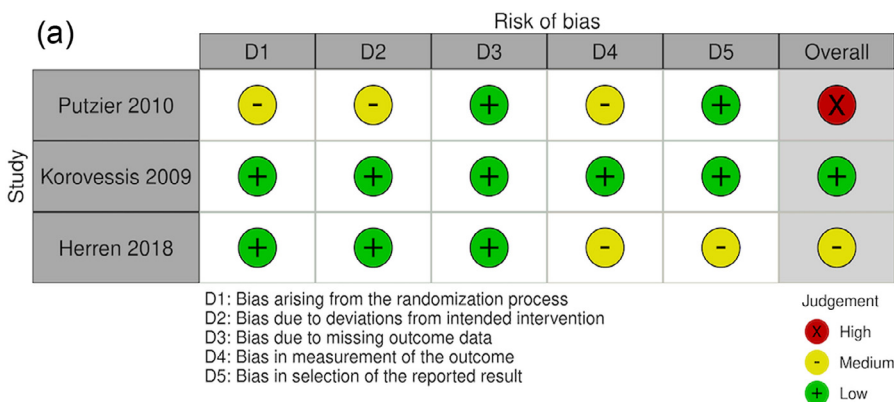 (a)
Risk of bias
D1 D2 D3 D4 D5 Overall
Study
Putzier 2010 - - + - + X
Korovessis 2009 + + + + + +
Herren 2018 + + + - - -
D1: Bias arising from the randomization process
D2: Bias due to deviations from intended intervention
D3: Bias due to missing outcome data
D4: Bias in measurement of the outcome
D5: Bias in selection of the reported result
Judgement
X High
- Medium
+ Low